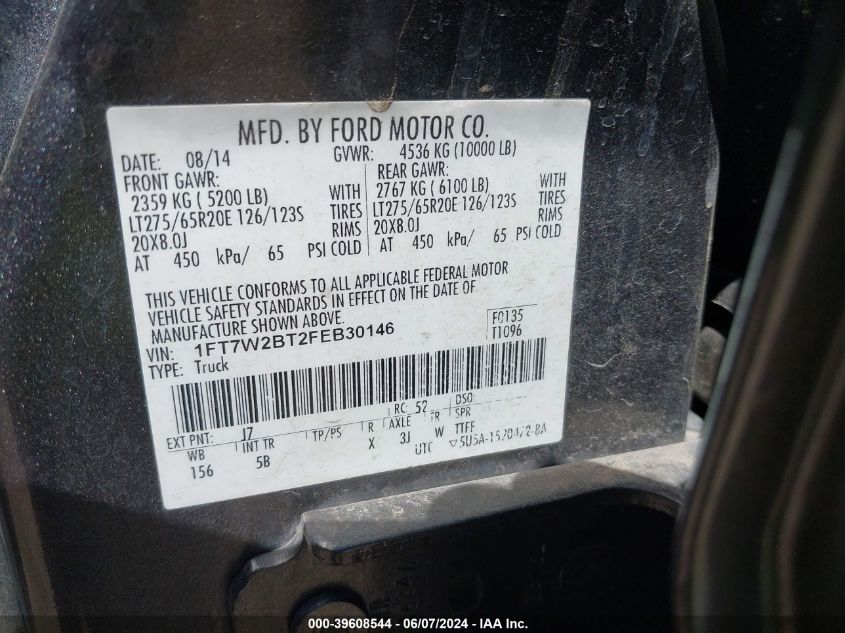 MFD. BY FORD MOTOR CO.
DATE: 08/14 GVWR: 4536 KG (10000 LB)
FRONT GAWR: REAR GAWR:
2359 KG ( 5200 LB) WITH 2767 KG ( 6100 LB) WITH
LT275/65R20E 126/123S TIRES LT275/65R20E 126/123S TIRES
20X8.0J RIMS 20X8.0J RIMS
AT 450 kPa/ 65 PSI COLD AT 450 kPa/ 65 PSI COLD
THIS VEHICLE CONFORMS TO ALL APPLICABLE FEDERAL MOTOR
VEHICLE SAFETY STANDARDS IN EFFECT ON THE DATE OF
MANUFACTURE SHOWN ABOVE.
VIN: 1FT7W2BT2FEB30146 F0135
TYPE: Truck T1096
EXT PNT: J7 RC: 52 DSO:
WB INT TR TP/PS R AXLE TR SPR
156 5B X 3J W TTFF
UTC
000-39608544 - 06/07/2024 - IAA Inc.